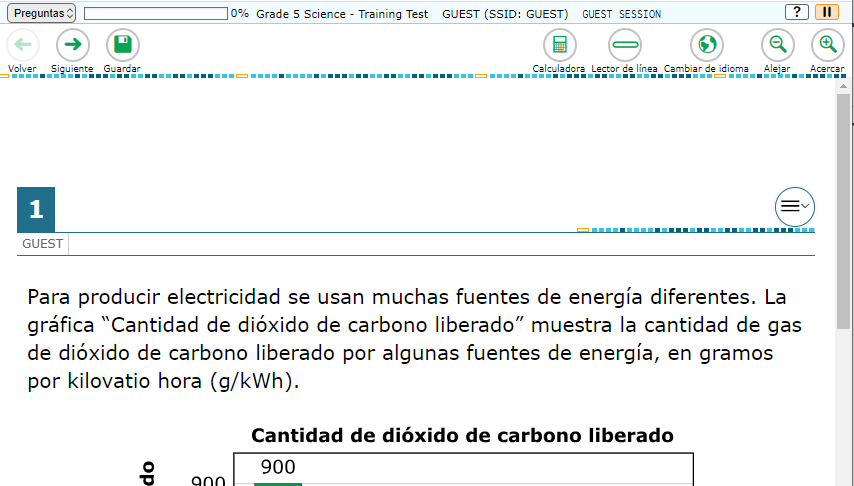 Preguntas 0% Grade 5 Science - Training Test GUEST (SSID: GUEST) GUEST SESSION ?
Volver Siguiente Guardar Calculadora Lector de línea Cambiar de idioma Alejar Acercar
1
GUEST
Para producir electricidad se usan muchas fuentes de energía diferentes. La
gráfica “Cantidad de dióxido de carbono liberado” muestra la cantidad de gas
de dióxido de carbono liberado por algunas fuentes de energía, en gramos
por kilovatio hora (g/kWh).
Cantidad de dióxido de carbono liberado
900
do
900